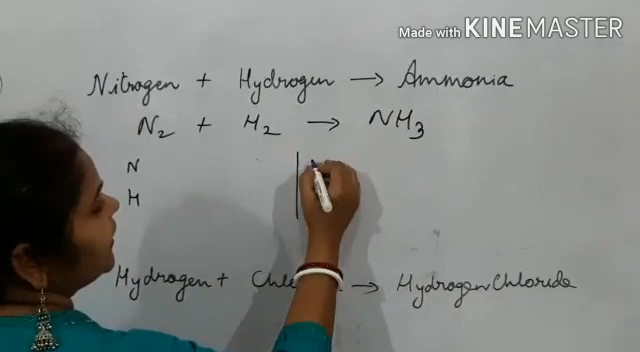 Made with KINEMASTER
Nitrogen + Hydrogen → Ammonia
N₂ + H₂ → NH₃
N
H
Hydrogen + → Hydrogen Chloride